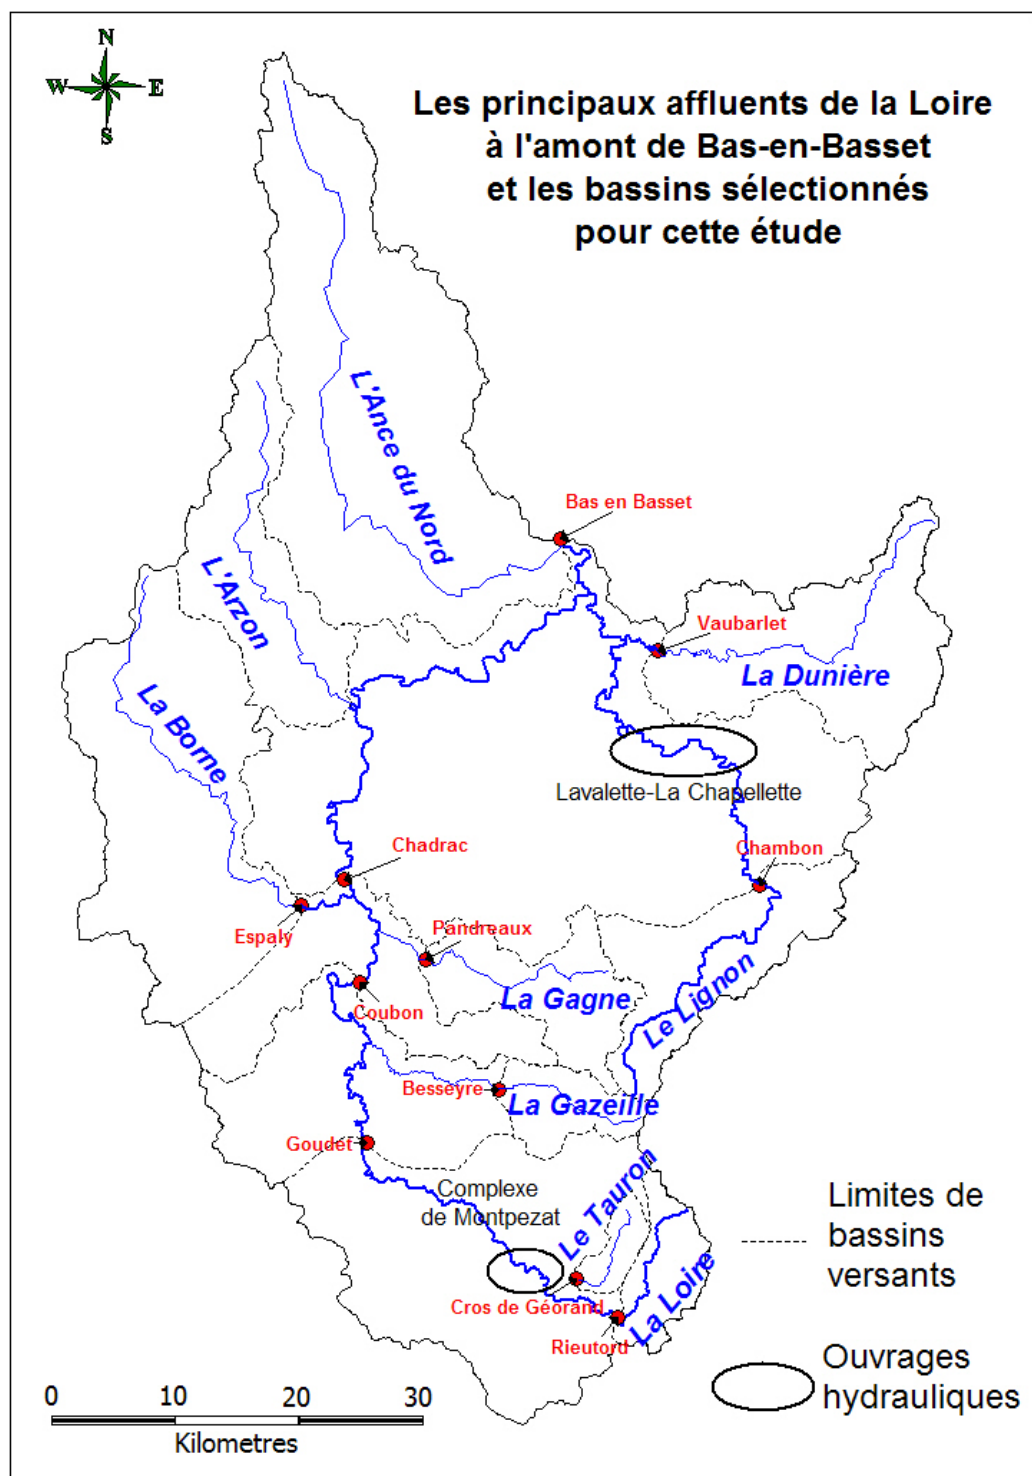 N
W E
S
Les principaux affluents de la Loire
à l'amont de Bas-en-Basset
et les bassins sélectionnés
pour cette étude
L'Ance du Nord
Bas en Basset
L'Arzon
Vaubarlet
La Dunière
La Borne
Lavalette-La Chapellette
Chadrac
Chambon
Espaly
Pandreaux
La Gagne
Le Lignon
Coubon
Besseyre
La Gazeille
Goudet
Complexe
de Montpezat
Le Tauron
Cros de Géorand
La Loire
Rieutord
Limites de
bassins
versants
Ouvrages
hydrauliques
0 10 20 30
Kilometres